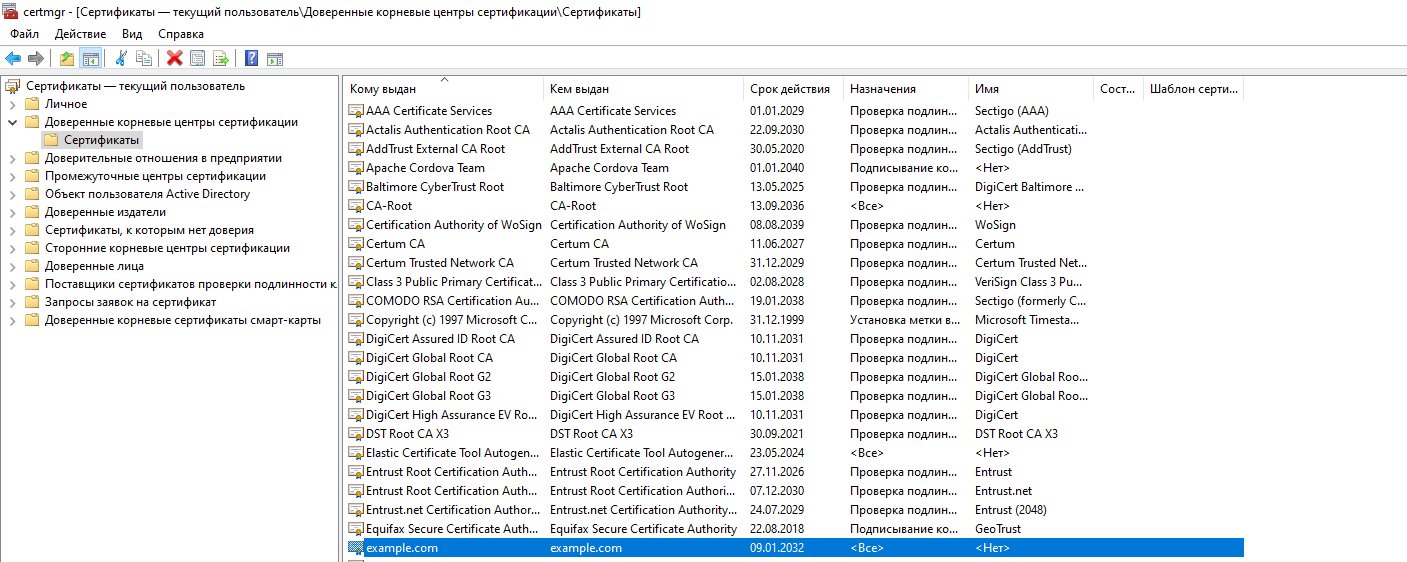 certmgr - [Сертификаты — текущий пользователь\Доверенные корневые центры сертификации\Сертификаты]
Файл Действие Вид Справка
Сертификаты — текущий пользователь
Личное
Доверенные корневые центры сертификации
Сертификаты
Доверительные отношения в предприятии
Промежуточные центры сертификации
Объект пользователя Active Directory
Доверенные издатели
Сертификаты, к которым нет доверия
Сторонние корневые центры сертификации
Доверенные лица
Поставщики сертификатов проверки подлинности к
Запросы заявок на сертификат
Доверенные корневые сертификаты смарт-карты
Кому выдан Кем выдан Срок действия Назначения Имя Сост... Шаблон серти...
AAA Certificate Services AAA Certificate Services 01.01.2029 Проверка подлин... Sectigo (AAA)
Actalis Authentication Root CA Actalis Authentication Root CA 22.09.2030 Проверка подлин... Actalis Authenticati...
AddTrust External CA Root AddTrust External CA Root 30.05.2020 Проверка подлин... Sectigo (AddTrust)
Apache Cordova Team Apache Cordova Team 01.01.2040 Подписывание ко... <Нет>
Baltimore CyberTrust Root Baltimore CyberTrust Root 13.05.2025 Проверка подлин... DigiCert Baltimore ...
CA-Root CA-Root 13.09.2036 <Все> <Нет>
Certification Authority of WoSign Certification Authority of WoSign 08.08.2039 Проверка подлин... WoSign
Certum CA Certum CA 11.06.2027 Проверка подлин... Certum
Certum Trusted Network CA Certum Trusted Network CA 31.12.2029 Проверка подлин... Certum Trusted Net...
Class 3 Public Primary Certificat... Class 3 Public Primary Certificatio... 02.08.2028 Проверка подлин... VeriSign Class 3 Pu...
COMODO RSA Certification Au... COMODO RSA Certification Auth... 19.01.2038 Проверка подлин... Sectigo (formerly C...
Copyright (c) 1997 Microsoft C... Copyright (c) 1997 Microsoft Corp. 31.12.1999 Установка метки в... Microsoft Timesta...
DigiCert Assured ID Root CA DigiCert Assured ID Root CA 10.11.2031 Проверка подлин... DigiCert
DigiCert Global Root CA DigiCert Global Root CA 10.11.2031 Проверка подлин... DigiCert
DigiCert Global Root G2 DigiCert Global Root G2 15.01.2038 Проверка подлин... DigiCert Global Roo...
DigiCert Global Root G3 DigiCert Global Root G3 15.01.2038 Проверка подлин... DigiCert Global Roo...
DigiCert High Assurance EV Ro... DigiCert High Assurance EV Root ... 10.11.2031 Проверка подлин... DigiCert
DST Root CA X3 DST Root CA X3 30.09.2021 Проверка подлин... DST Root CA X3
Elastic Certificate Tool Autogen... Elastic Certificate Tool Autogener... 23.05.2024 <Все> <Нет>
Entrust Root Certification Auth... Entrust Root Certification Authority 27.11.2026 Проверка подлин... Entrust
Entrust Root Certification Auth... Entrust Root Certification Authori... 07.12.2030 Проверка подлин... Entrust.net
Entrust.net Certification Author... Entrust.net Certification Authority... 24.07.2029 Проверка подлин... Entrust (2048)
Equifax Secure Certificate Auth... Equifax Secure Certificate Authority 22.08.2018 Подписывание ко... GeoTrust
example.com example.com 09.01.2032 <Все> <Нет>